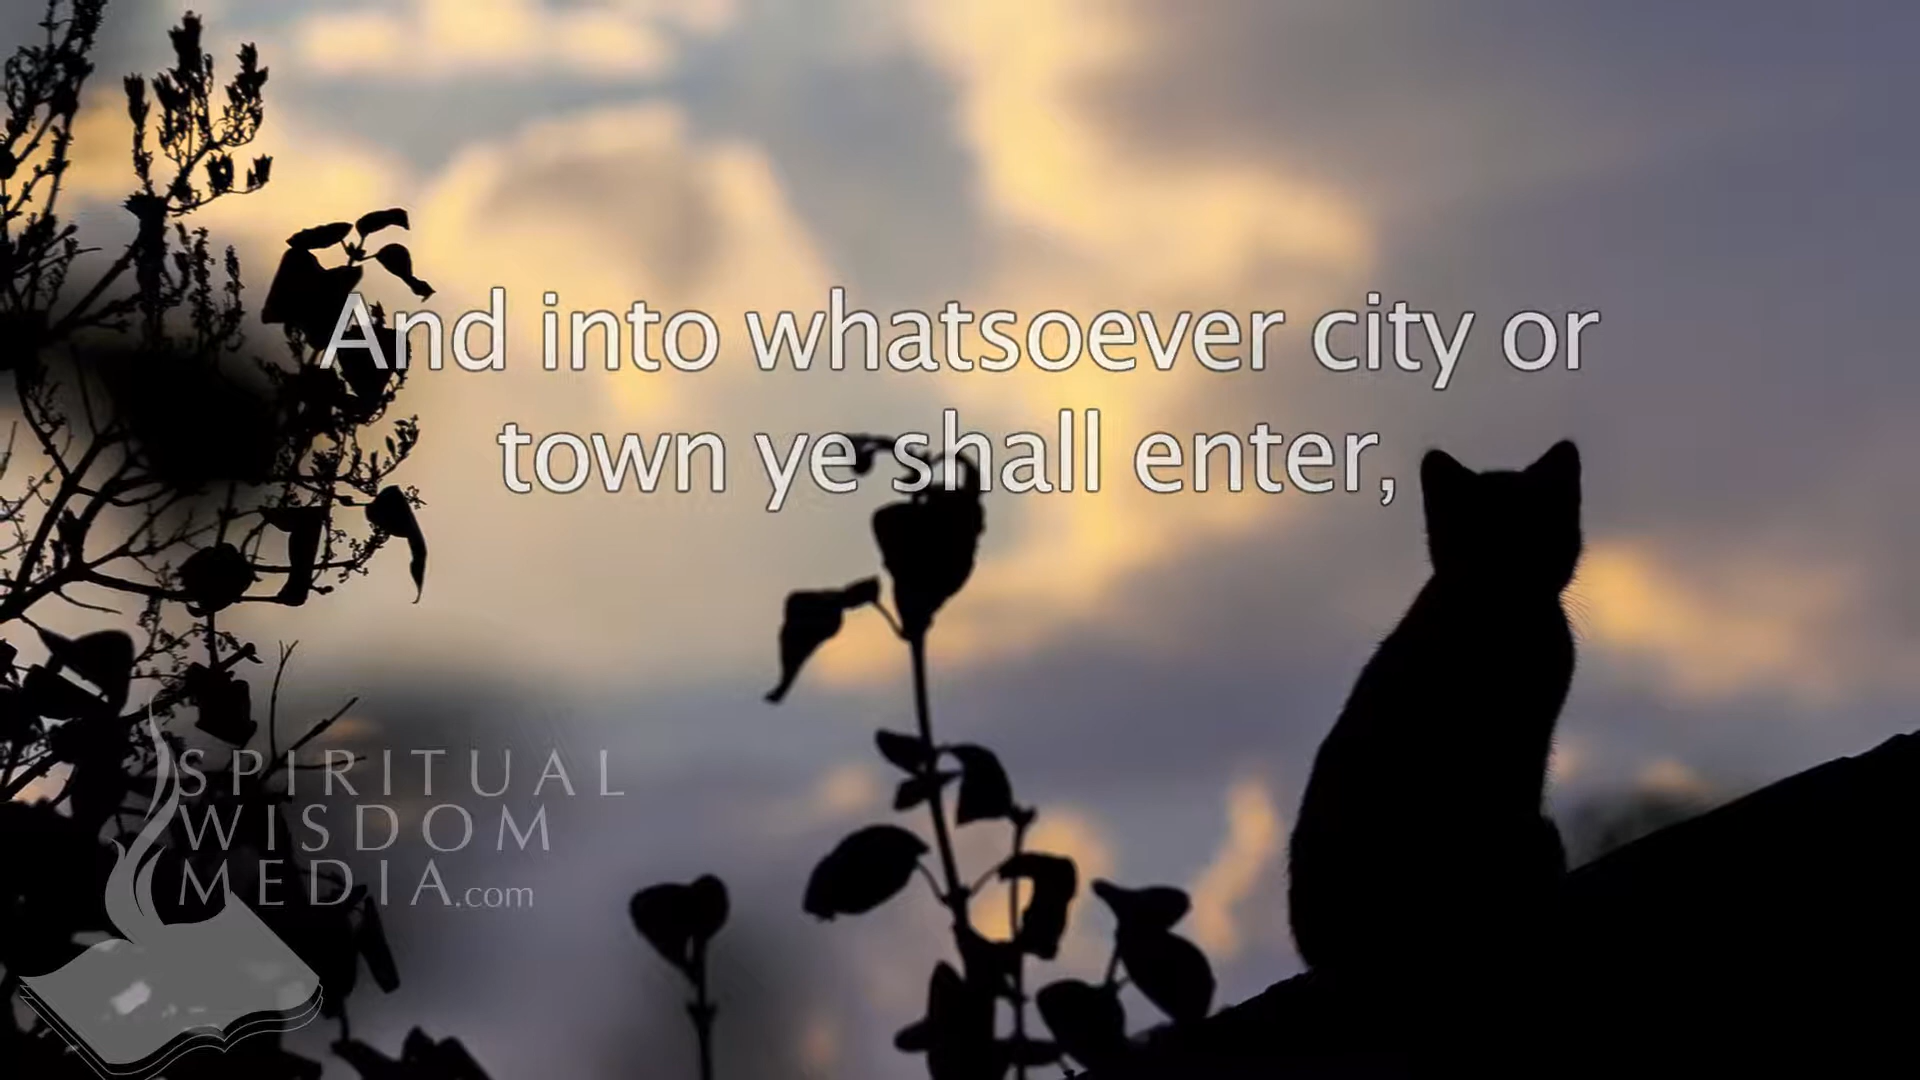 And into whatsoever city or
town ye shall enter,
SPIRITUAL
WISDOM
MEDIA.com